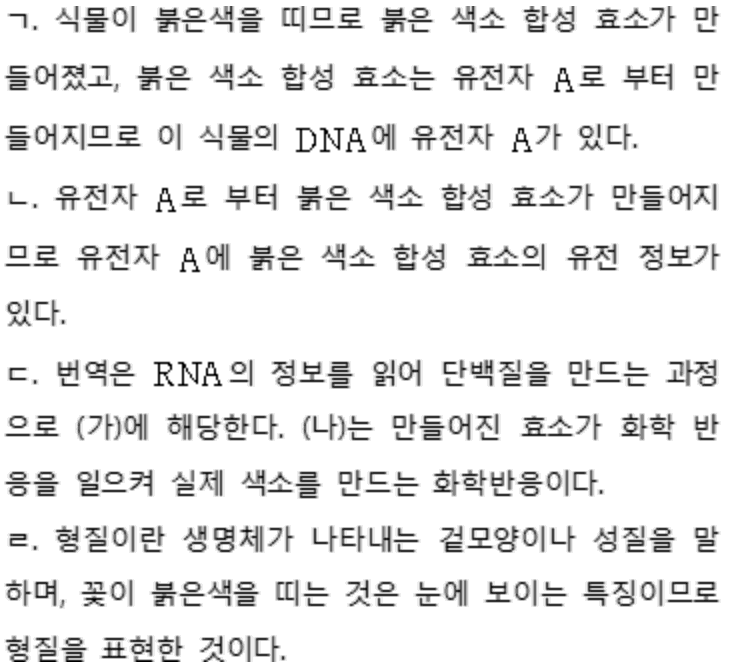 ㄱ. 식물이 붉은색을 띠므로 붉은 색소 합성 효소가 만
들어졌고, 붉은 색소 합성 효소는 유전자 A로 부터 만
들어지므로 이 식물의 DNA에 유전자 A가 있다.
ㄴ. 유전자 A로 부터 붉은 색소 합성 효소가 만들어지
므로 유전자 A에 붉은 색소 합성 효소의 유전 정보가
있다.
ㄷ. 번역은 RNA의 정보를 읽어 단백질을 만드는 과정
으로 (가)에 해당한다. (나)는 만들어진 효소가 화학 반
응을 일으켜 실제 색소를 만드는 화학반응이다.
ㄹ. 형질이란 생명체가 나타내는 겉모양이나 성질을 말
하며, 꽃이 붉은색을 띠는 것은 눈에 보이는 특징이므로
형질을 표현한 것이다.